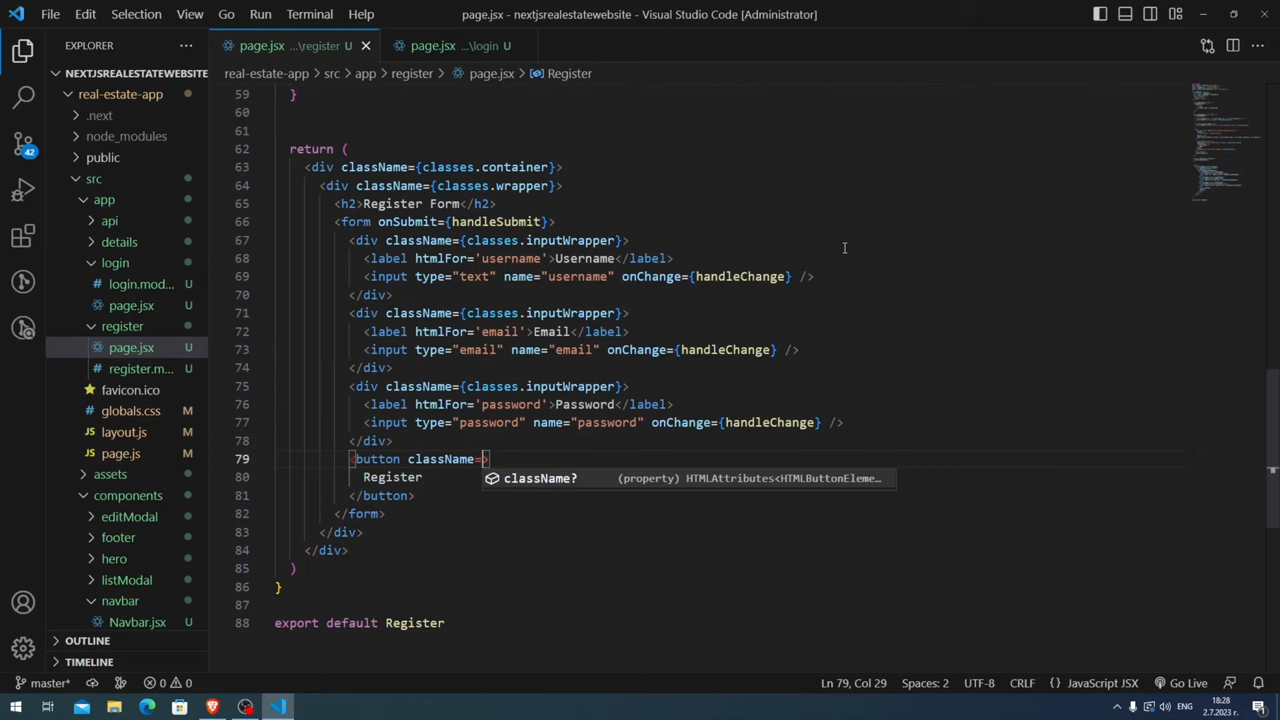 File Edit Selection View Go Run Terminal Help
page.jsx - nextjsrealestatewebsite - Visual Studio Code [Administrator]
EXPLORER
NEXTJSREALESTATEWEBSITE
real-estate-app
.next
node_modules
public
src
app
api
details
login
login.mod...
page.jsx U
register
page.jsx U
register.m... U
favicon.ico
globals.css M
layout.js M
page.js M
assets
components
editModal
footer
hero
listModal
navbar
Navbar.jsx U
OUTLINE
TIMELINE
42
page.jsx ...\register U
page.jsx ...\login U
real-estate-app > src > app > register > page.jsx > Register
59 }
60
61
62 return (
63 <div className={classes.container}>
64 <div className={classes.wrapper}>
65 <h2>Register Form</h2>
66 <form onSubmit={handleSubmit}>
67 <div className={classes.inputWrapper}>
68 <label htmlFor='username'>Username</label>
69 <input type="text" name="username" onChange={handleChange} />
70 </div>
71 <div className={classes.inputWrapper}>
72 <label htmlFor='email'>Email</label>
73 <input type="email" name="email" onChange={handleChange} />
74 </div>
75 <div className={classes.inputWrapper}>
76 <label htmlFor='password'>Password</label>
77 <input type="password" name="password" onChange={handleChange} />
78 </div>
79 <button className=>
className? (property) HTMLAttributes<HTMLButtonEleme...
80 Register
81 </button>
82 </form>
83 </div>
84 </div>
85 )
86 }
87
88 export default Register
master* 0 0 Ln 79, Col 29 Spaces: 2 UTF-8 CRLF {} JavaScript JSX Go Live
ENG 18:28
2.7.2023 г.